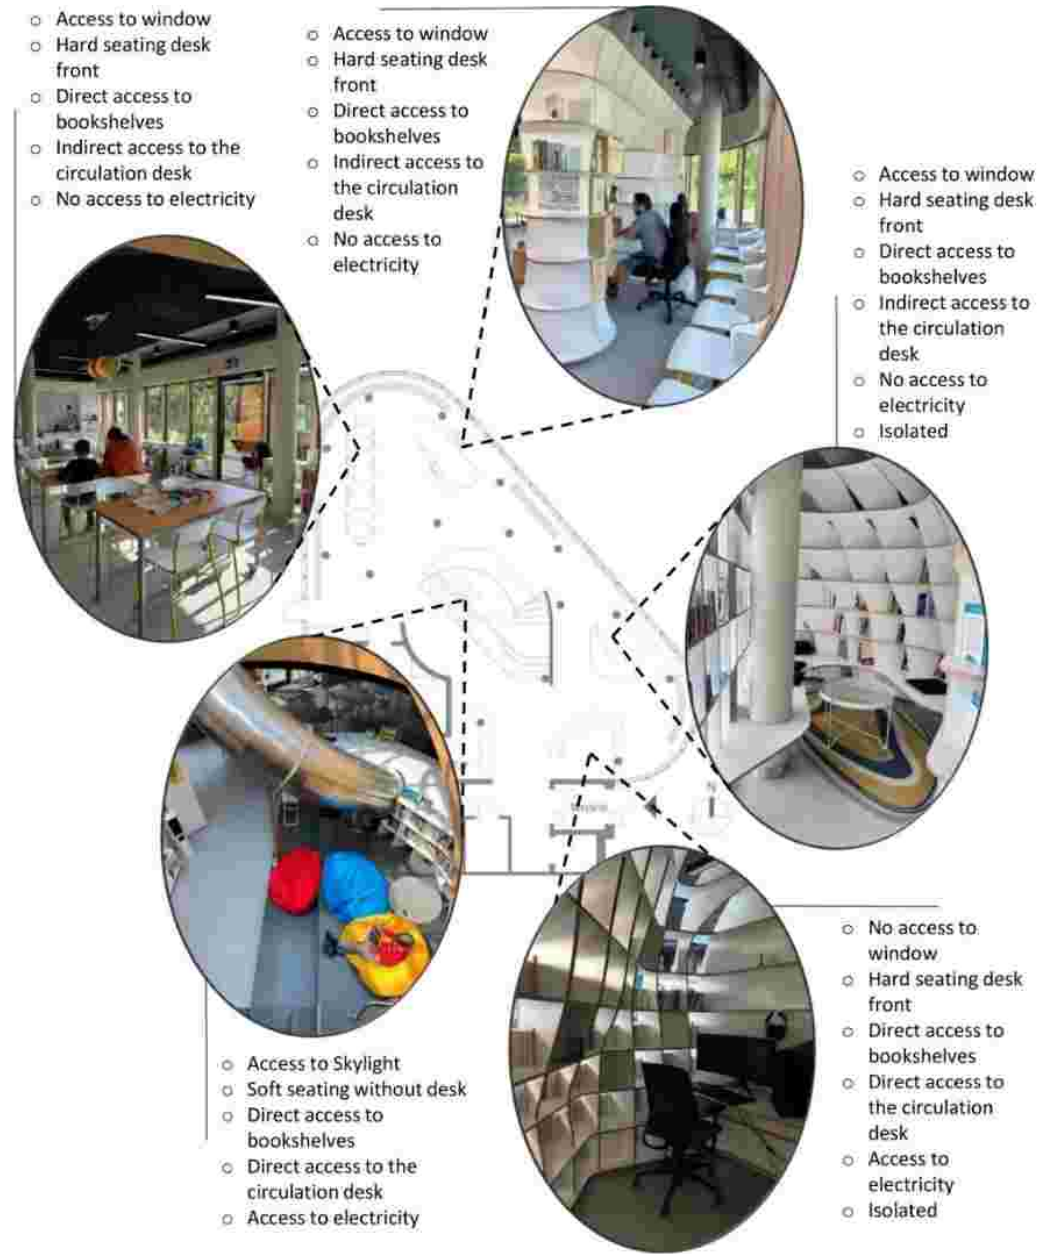 ○ Access to window
○ Hard seating desk
front
○ Direct access to
bookshelves
○ Indirect access to the
circulation desk
○ No access to electricity
○ Access to window
○ Hard seating desk
front
○ Direct access to
bookshelves
○ Indirect access to
the circulation
desk
○ No access to
electricity
○ Access to window
○ Hard seating desk
front
○ Direct access to
bookshelves
○ Indirect access to
the circulation
desk
○ No access to
electricity
○ Isolated
N
○ Access to Skylight
○ Soft seating without desk
○ Direct access to
bookshelves
○ Direct access to the
circulation desk
○ Access to electricity
○ No access to
window
○ Hard seating desk
front
○ Direct access to
bookshelves
○ Direct access to
the circulation
desk
○ Access to
electricity
○ Isolated